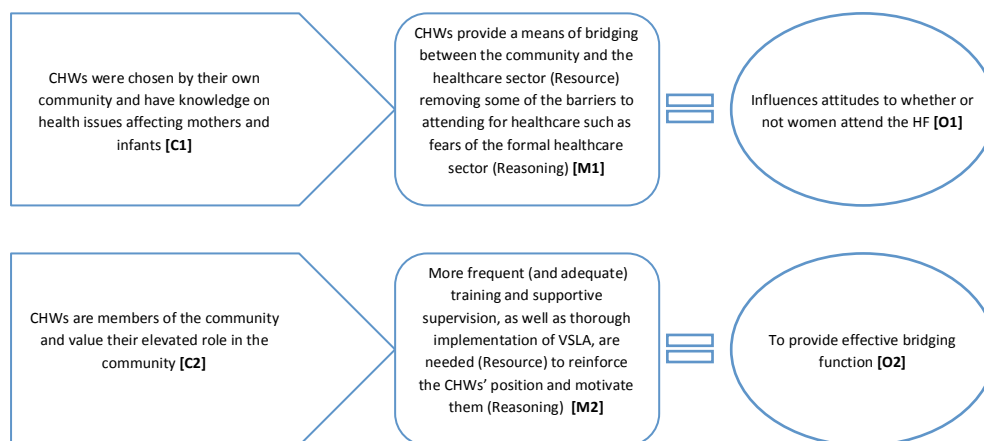 CHWs were chosen by their own
community and have knowledge on
health issues affecting mothers and
infants [C1]
CHWs provide a means of bridging
between the community and the
healthcare sector (Resource)
removing some of the barriers to
attending for healthcare such as
fears of the formal healthcare
sector (Reasoning) [M1]
Influences attitudes to whether or
not women attend the HF [O1]
CHWs are members of the community
and value their elevated role in the
community [C2]
More frequent (and adequate)
training and supportive
supervision, as well as thorough
implementation of VSLA, are
needed (Resource) to reinforce
the CHWs’ position and motivate
them (Reasoning) [M2]
To provide effective bridging
function [O2]